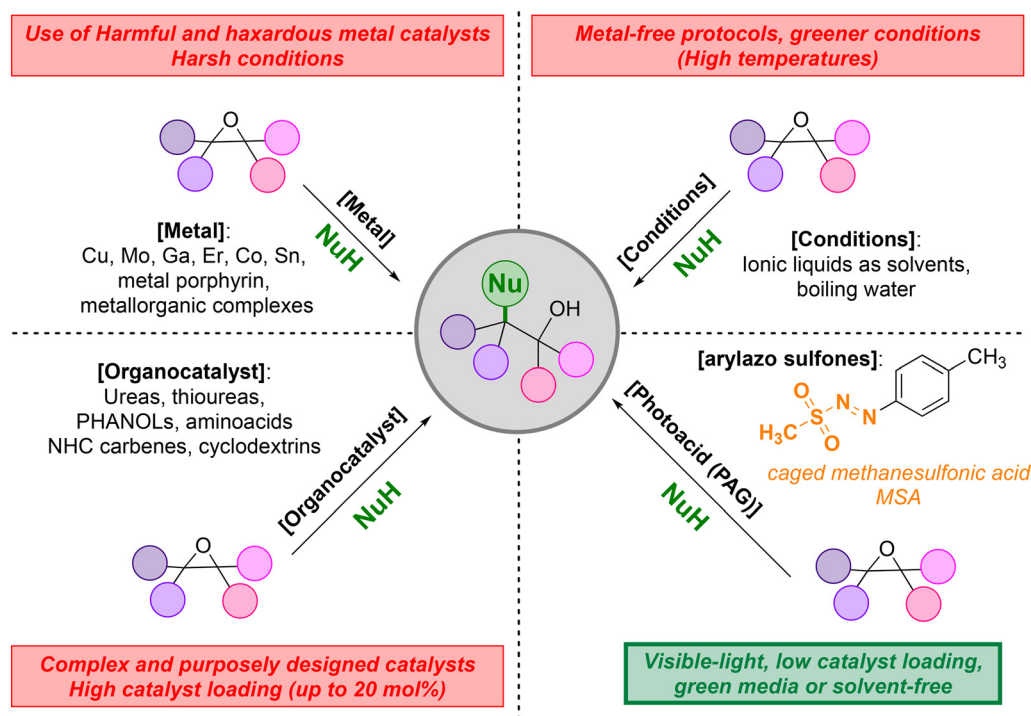 Use of Harmful and haxardous metal catalysts
Harsh conditions
O
[Metal]
NuH
[Metal]:
Cu, Mo, Ga, Er, Co, Sn,
metal porphyrin,
metallorganic complexes
Metal-free protocols, greener conditions
(High temperatures)
O
[Conditions]
NuH
[Conditions]:
Ionic liquids as solvents,
boiling water
Nu
OH
[Organocatalyst]:
Ureas, thioureas,
PHANOLs, aminoacids
NHC carbenes, cyclodextrins
[Organocatalyst]
NuH
O
Complex and purposely designed catalysts
High catalyst loading (up to 20 mol%)
[arylazo sulfones]:
CH3
O
N
S
N
H3C
O
caged methanesulfonic acid
MSA
[Photoacid (PAG)]
NuH
O
Visible-light, low catalyst loading,
green media or solvent-free